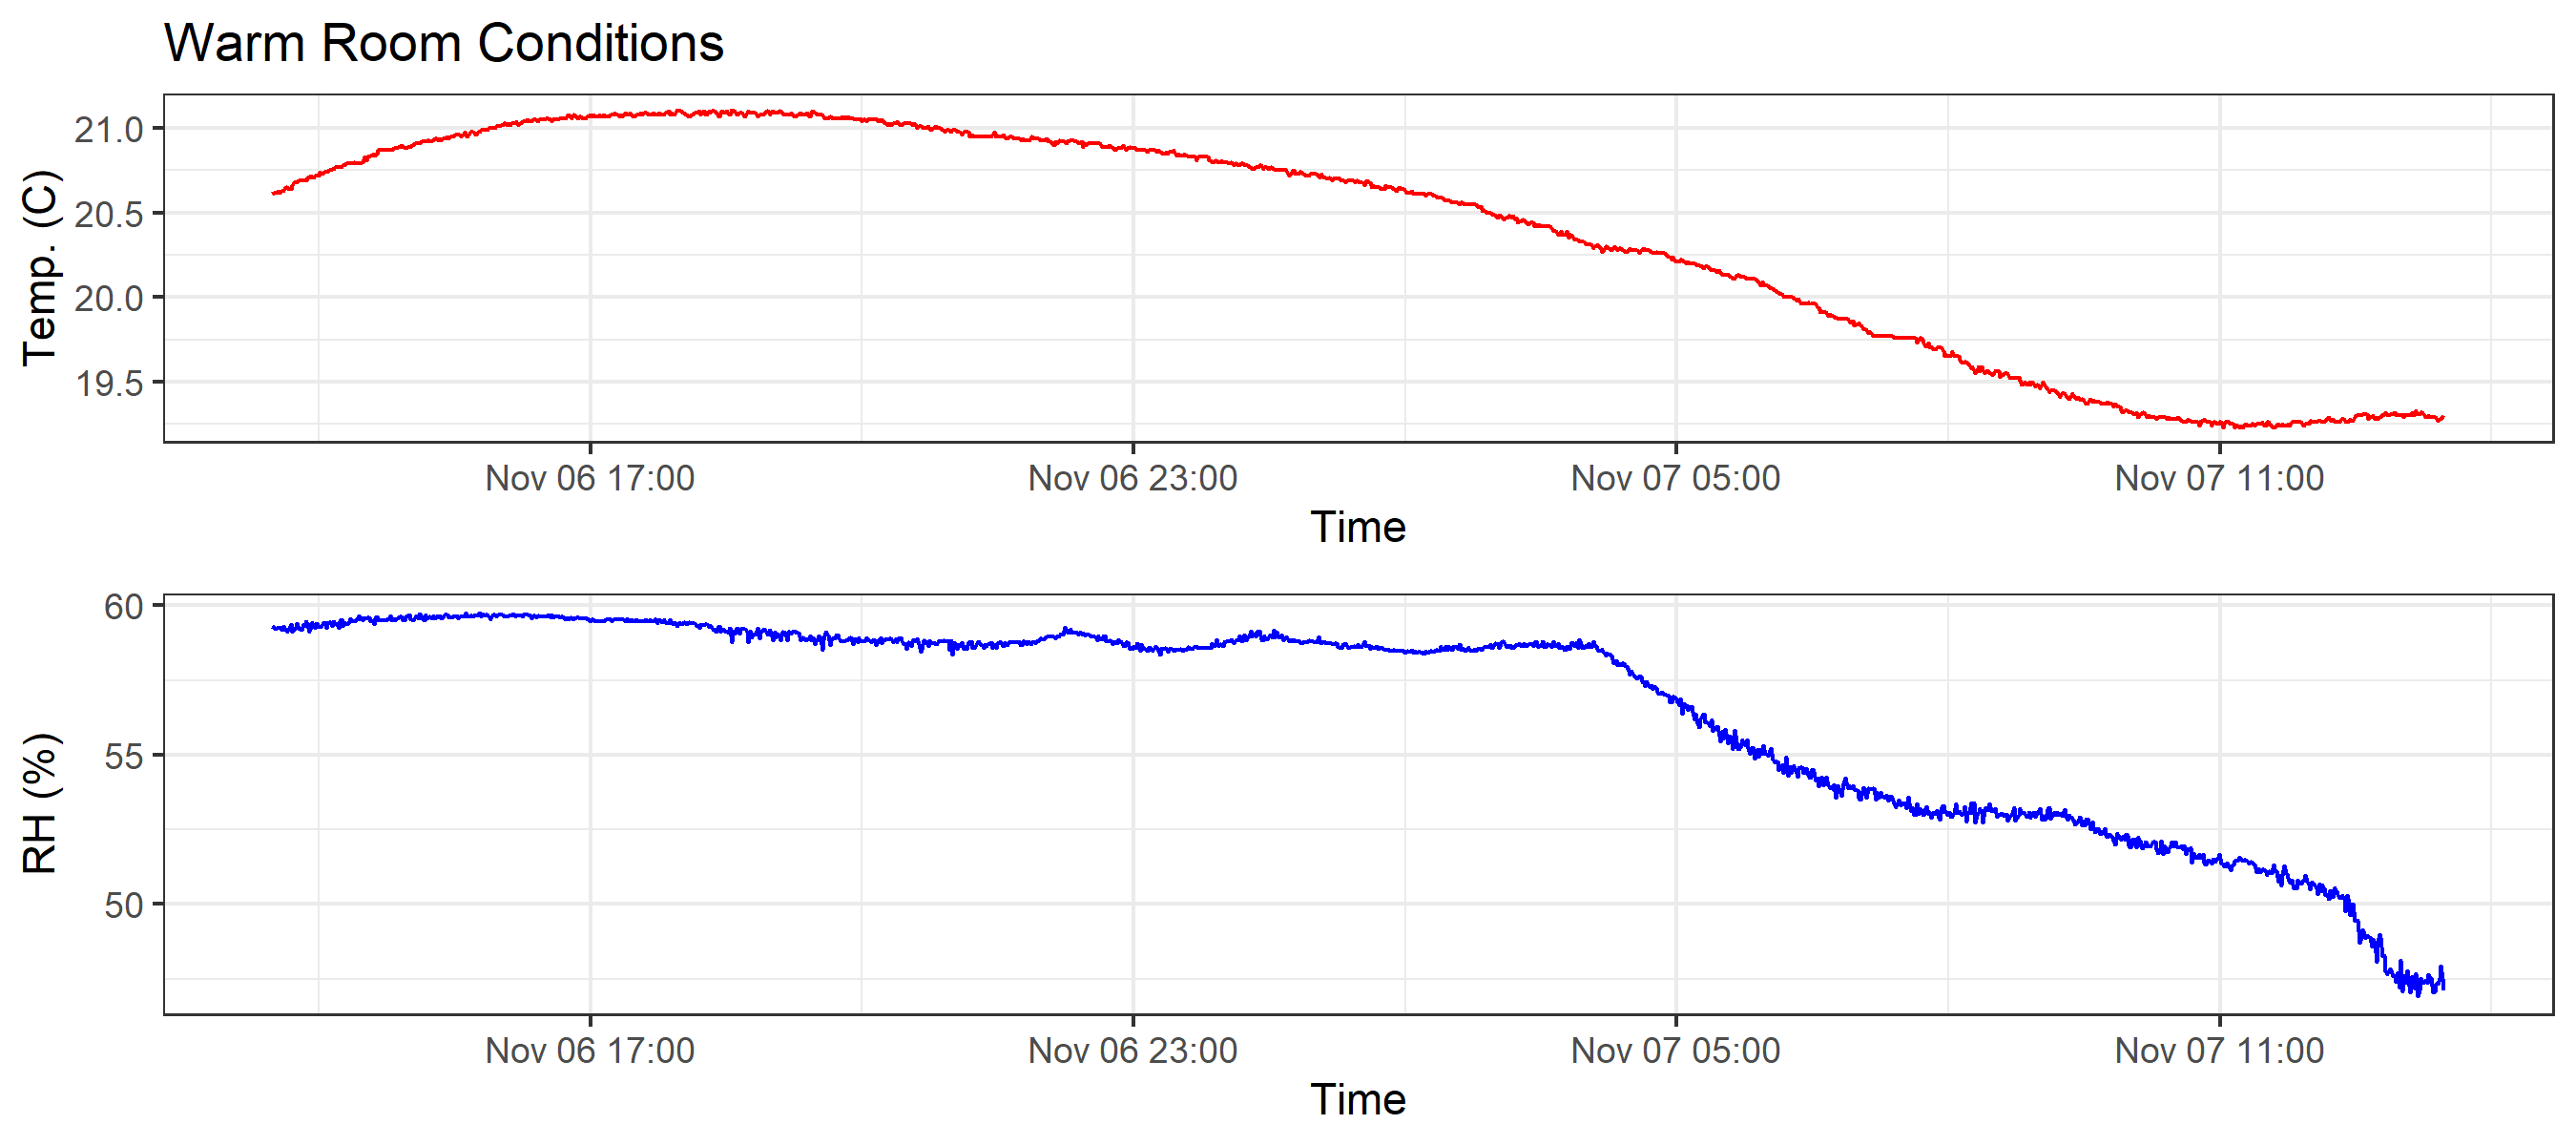 Warm Room Conditions
Temp. (C)
21.0
20.5
20.0
19.5
Nov 06 17:00 Nov 06 23:00 Nov 07 05:00 Nov 07 11:00
Time
RH (%)
60
55
50
Nov 06 17:00 Nov 06 23:00 Nov 07 05:00 Nov 07 11:00
Time